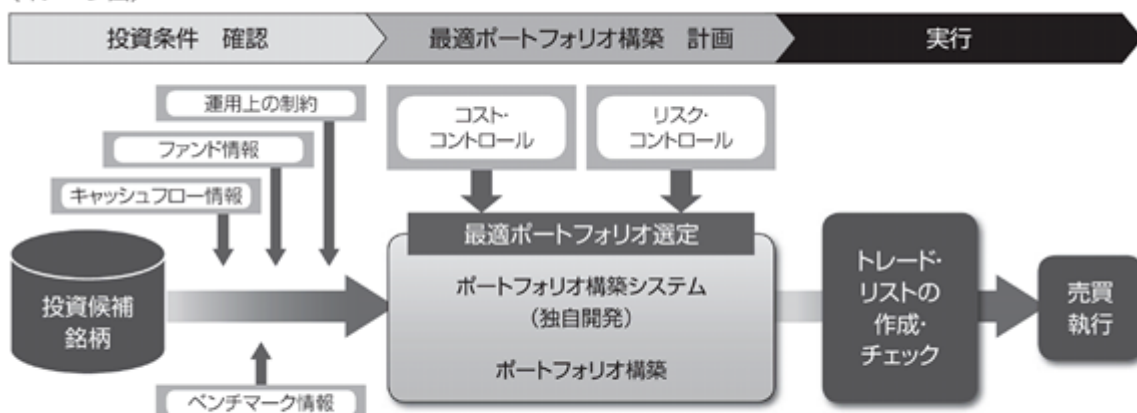 投資条件　確認
最適ポートフォリオ構築　計画
実行
運用上の制約
ファンド情報
キャッシュフロー情報
コスト・
コントロール
リスク・
コントロール
投資候補
銘柄
最適ポートフォリオ選定
ポートフォリオ構築システム
(独自開発)
ポートフォリオ構築
トレード・
リストの
作成・
チェック
売買
執行
ベンチマーク情報